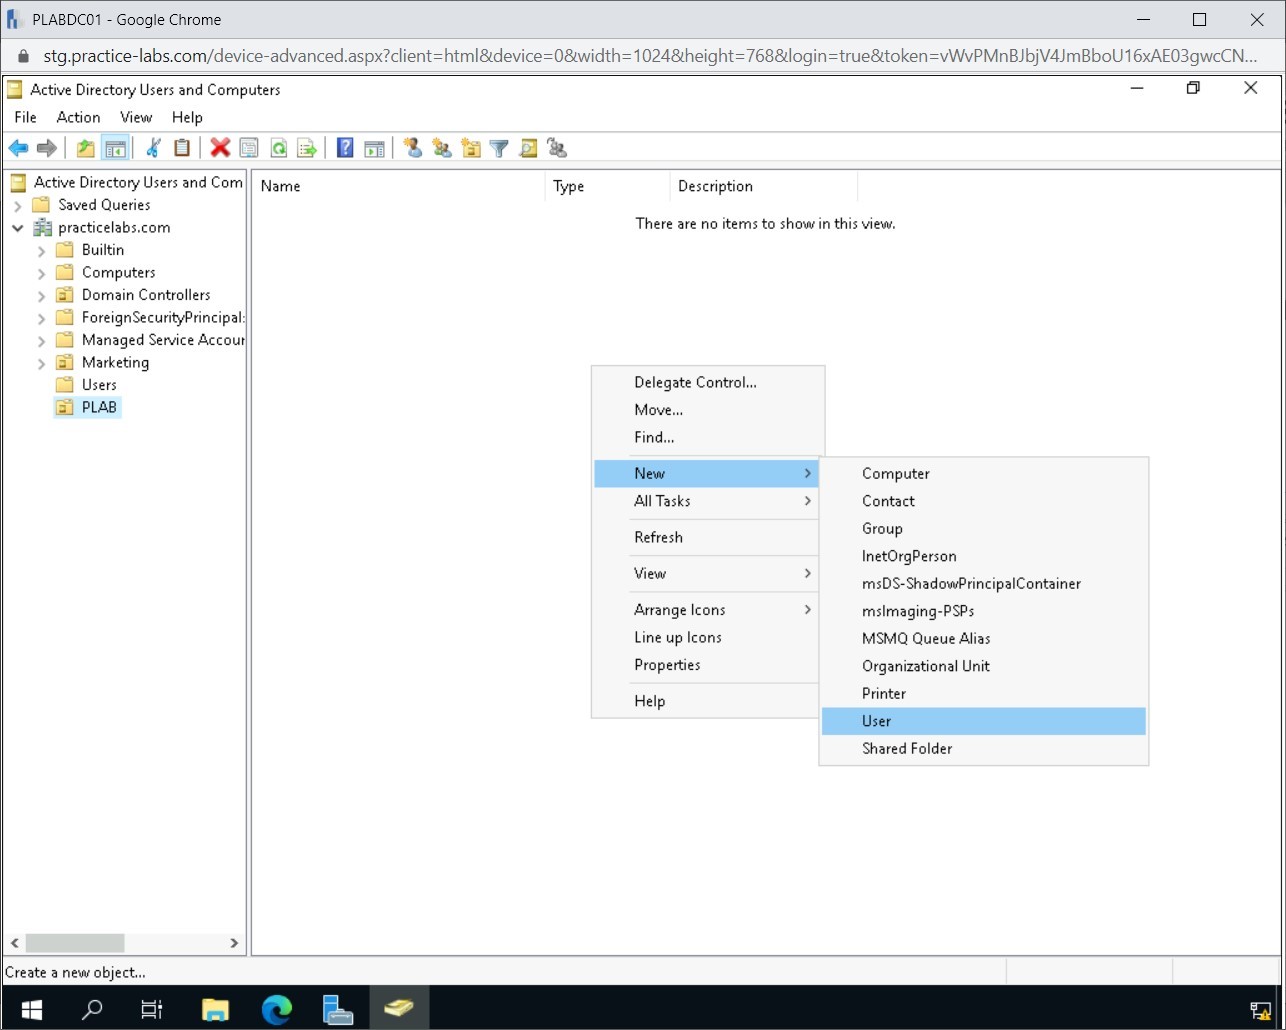 PLABDC01 - Google Chrome
stg.practice-labs.com/device-advanced.aspx?client=html&device=0&width=1024&height=768&login=true&token=vWvPMnBJbjV4JmBboU16xAE03gwcCN...
Active Directory Users and Computers
File Action View Help
Active Directory Users and Com
Saved Queries
practicelabs.com
Builtin
Computers
Domain Controllers
ForeignSecurityPrincipal:
Managed Service Accour
Marketing
Users
PLAB
Name Type Description
There are no items to show in this view.
Delegate Control...
Move...
Find...
New
All Tasks
Refresh
View
Arrange Icons
Line up Icons
Properties
Help
Computer
Contact
Group
InetOrgPerson
msDS-ShadowPrincipalContainer
msImaging-PSPs
MSMQ Queue Alias
Organizational Unit
Printer
User
Shared Folder
Create a new object...